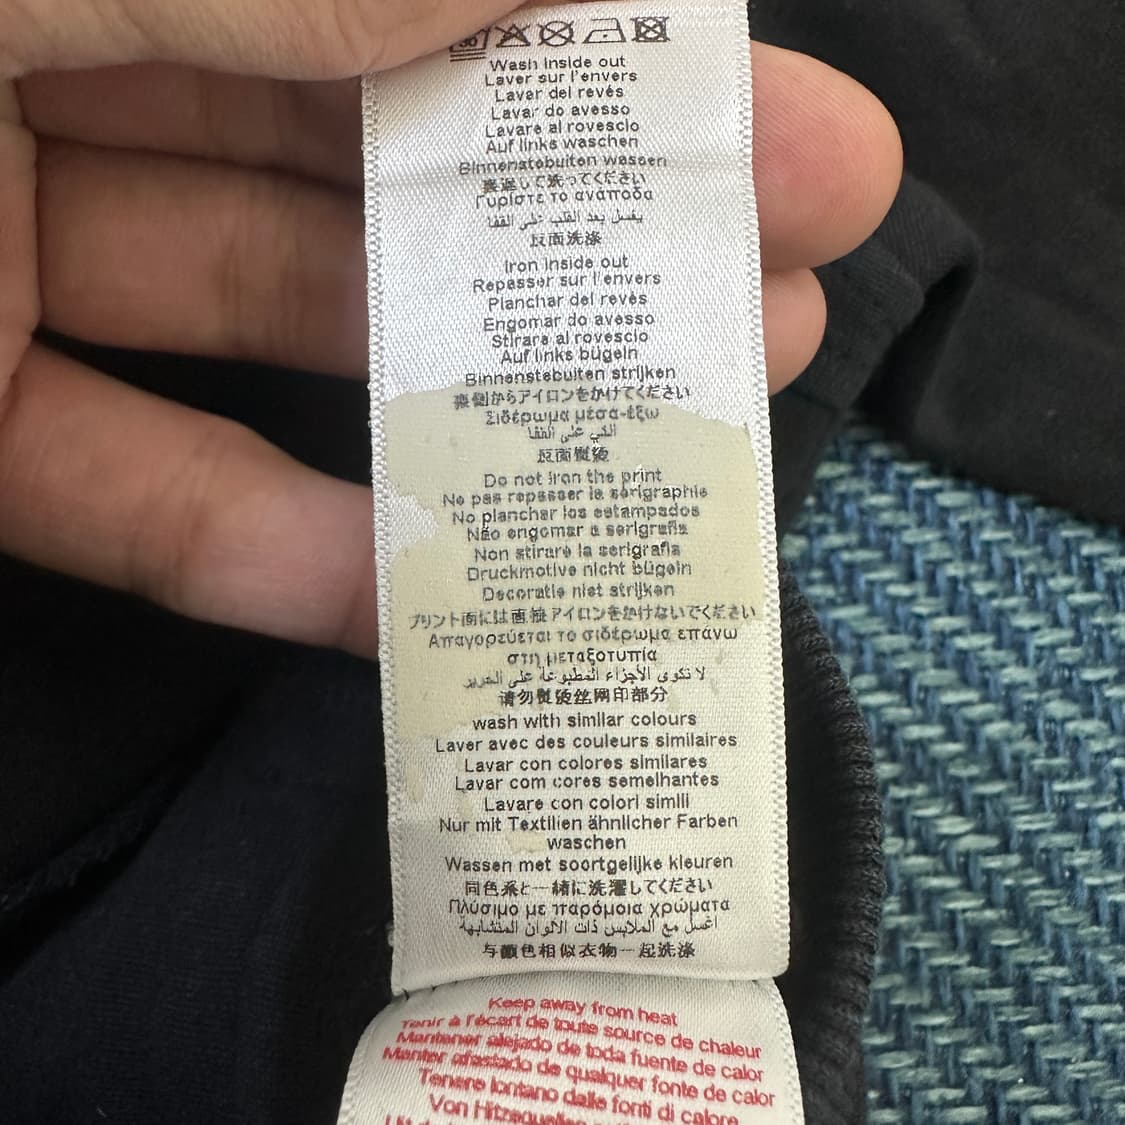 30
Wash inside out
Laver sur l'envers
Lavar del revés
Lavar do avesso
Lavare al rovescio
Auf links waschen
Binnenstebuiten wassen
裏返して洗ってください
Γυρίστε το ανάποδα
يغسل بعد القلب على القفا
反面洗涤
Iron inside out
Repasser sur l'envers
Planchar del revés
Engomar do avesso
Stirare al rovescio
Auf links bügeln
Binnenstebuiten strijken
裏側からアイロンをかけてください
Σιδέρωμα μέσα-έξω
الكي على القفا
反面熨烫
Do not iron the print
No pas repasser la sérigraphie
No planchar los estampados
Não engomar a serigrafia
Non stirare la serigrafia
Druckmotive nicht bügeln
Decoratie niet strijken
プリント面には直接アイロンをかけないでください
Απαγορεύεται το σιδέρωμα επάνω
στη μεταξοτυπία
لا تكوى الأجزاء المطبوعة على الحرير
请勿熨烫丝网印部分
wash with similar colours
Laver avec des couleurs similaires
Lavar con colores similares
Lavar com cores semelhantes
Lavare con colori simili
Nur mit Textilien ähnlicher Farben
waschen
Wassen met soortgelijke kleuren
同色系と一緒に洗濯してください
Πλύσιμο με παρόμοια χρώματα
اغسل مع الملابس ذات الألوان المتشابهة
与颜色相似衣物一起洗涤
Keep away from heat
Tenir à l'écart de toute source de chaleur
Mantener alejado de toda fuente de calor
Manter afastado de qualquer fonte de calor
Tenere lontano dalle fonti di calore
Von Hitzequellen